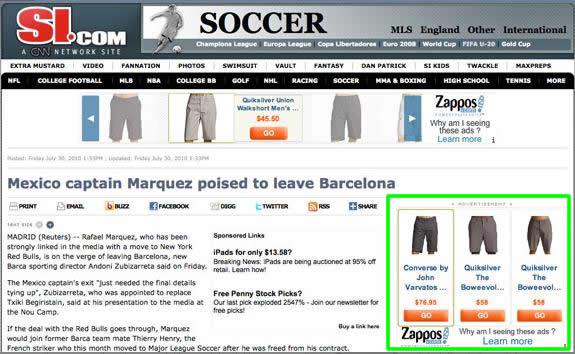 SI.COM
A CNN NETWORK SITE
SOCCER
MLS England Other International
Champions League | Europa League | Copa Libertadores | Euro 2008 | World Cup | FIFA U-20 | Gold Cup
EXTRA MUSTARD VIDEO FANNATION PHOTOS SWIMSUIT VAULT FANTASY DAN PATRICK SI KIDS TWACKLE MAXPREPS
NFL COLLEGE FOOTBALL MLB NBA COLLEGE BB GOLF NHL RACING SOCCER MMA & BOXING HIGH SCHOOL TENNIS MORE
Quiksilver Union
Walkshort Men's ...
$45.50
GO
Zappos.com
Why am I seeing
these ads ?
Learn more
i
Posted: Friday July 30, 2010 6:33PM ; Updated: Friday July 30, 2010 6:33PM
Mexico captain Marquez poised to leave Barcelona
PRINT EMAIL BUZZ FACEBOOK DIGG TWITTER RSS SHARE
TEXT SIZE
MADRID (Reuters) -- Rafael Marquez, who has been
strongly linked in the media with a move to New York
Red Bulls, is on the verge of leaving Barcelona, new
Barca sporting director Andoni Zubizarreta said on Friday.
The Mexico captain's exit "just needed the final details
tying up", Zubizarreta, who was appointed to replace
Txiki Begiristain, said at his presentation to the media at
the Nou Camp.
If the deal with the Red Bulls goes through, Marquez
would join former Barca team mate Thierry Henry, the
French striker who this month moved to Major League Soccer after he was freed from his contract.
Sponsored Links
iPads for only $13.58?
Breaking News: iPads are being auctioned at 95% off
retail. Learn how!
Free Penny Stock Picks?
Our last pick exploded 2547% - Join our newsletter for
free picks!
Buy a link here
ADVERTISEMENT
Converse by
John
Varvatos ...
$76.95
GO
Quiksilver
The
Boweevol...
$58
GO
Quiksilver
The
Boweevol...
$58
GO
Zappos.com
Why am I seeing these ads ?
Learn more
i